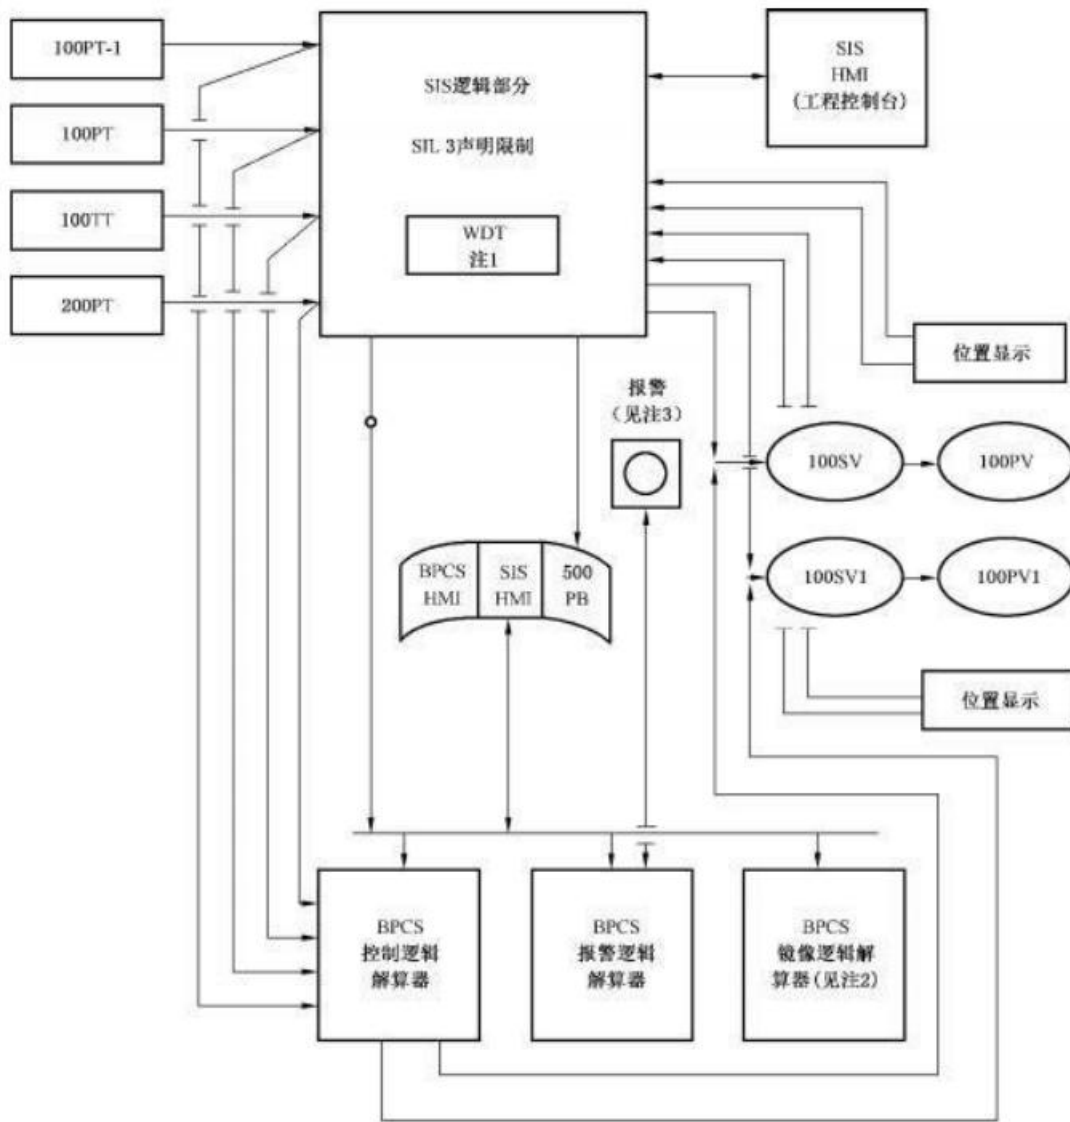 100PT-1
100PT
100TT
200PT
SIS逻辑部分
SIL 3声明限制
WDT
注1
SIS
HMI
(工程控制台)
位置显示
报警
(见注3)
100SV
100PV
100SV1
100PV1
位置显示
BPCS
HMI
SIS
HMI
500
PB
BPCS
控制逻辑
解算器
BPCS
报警逻辑
解算器
BPCS
镜像逻辑解
算器(见注2)